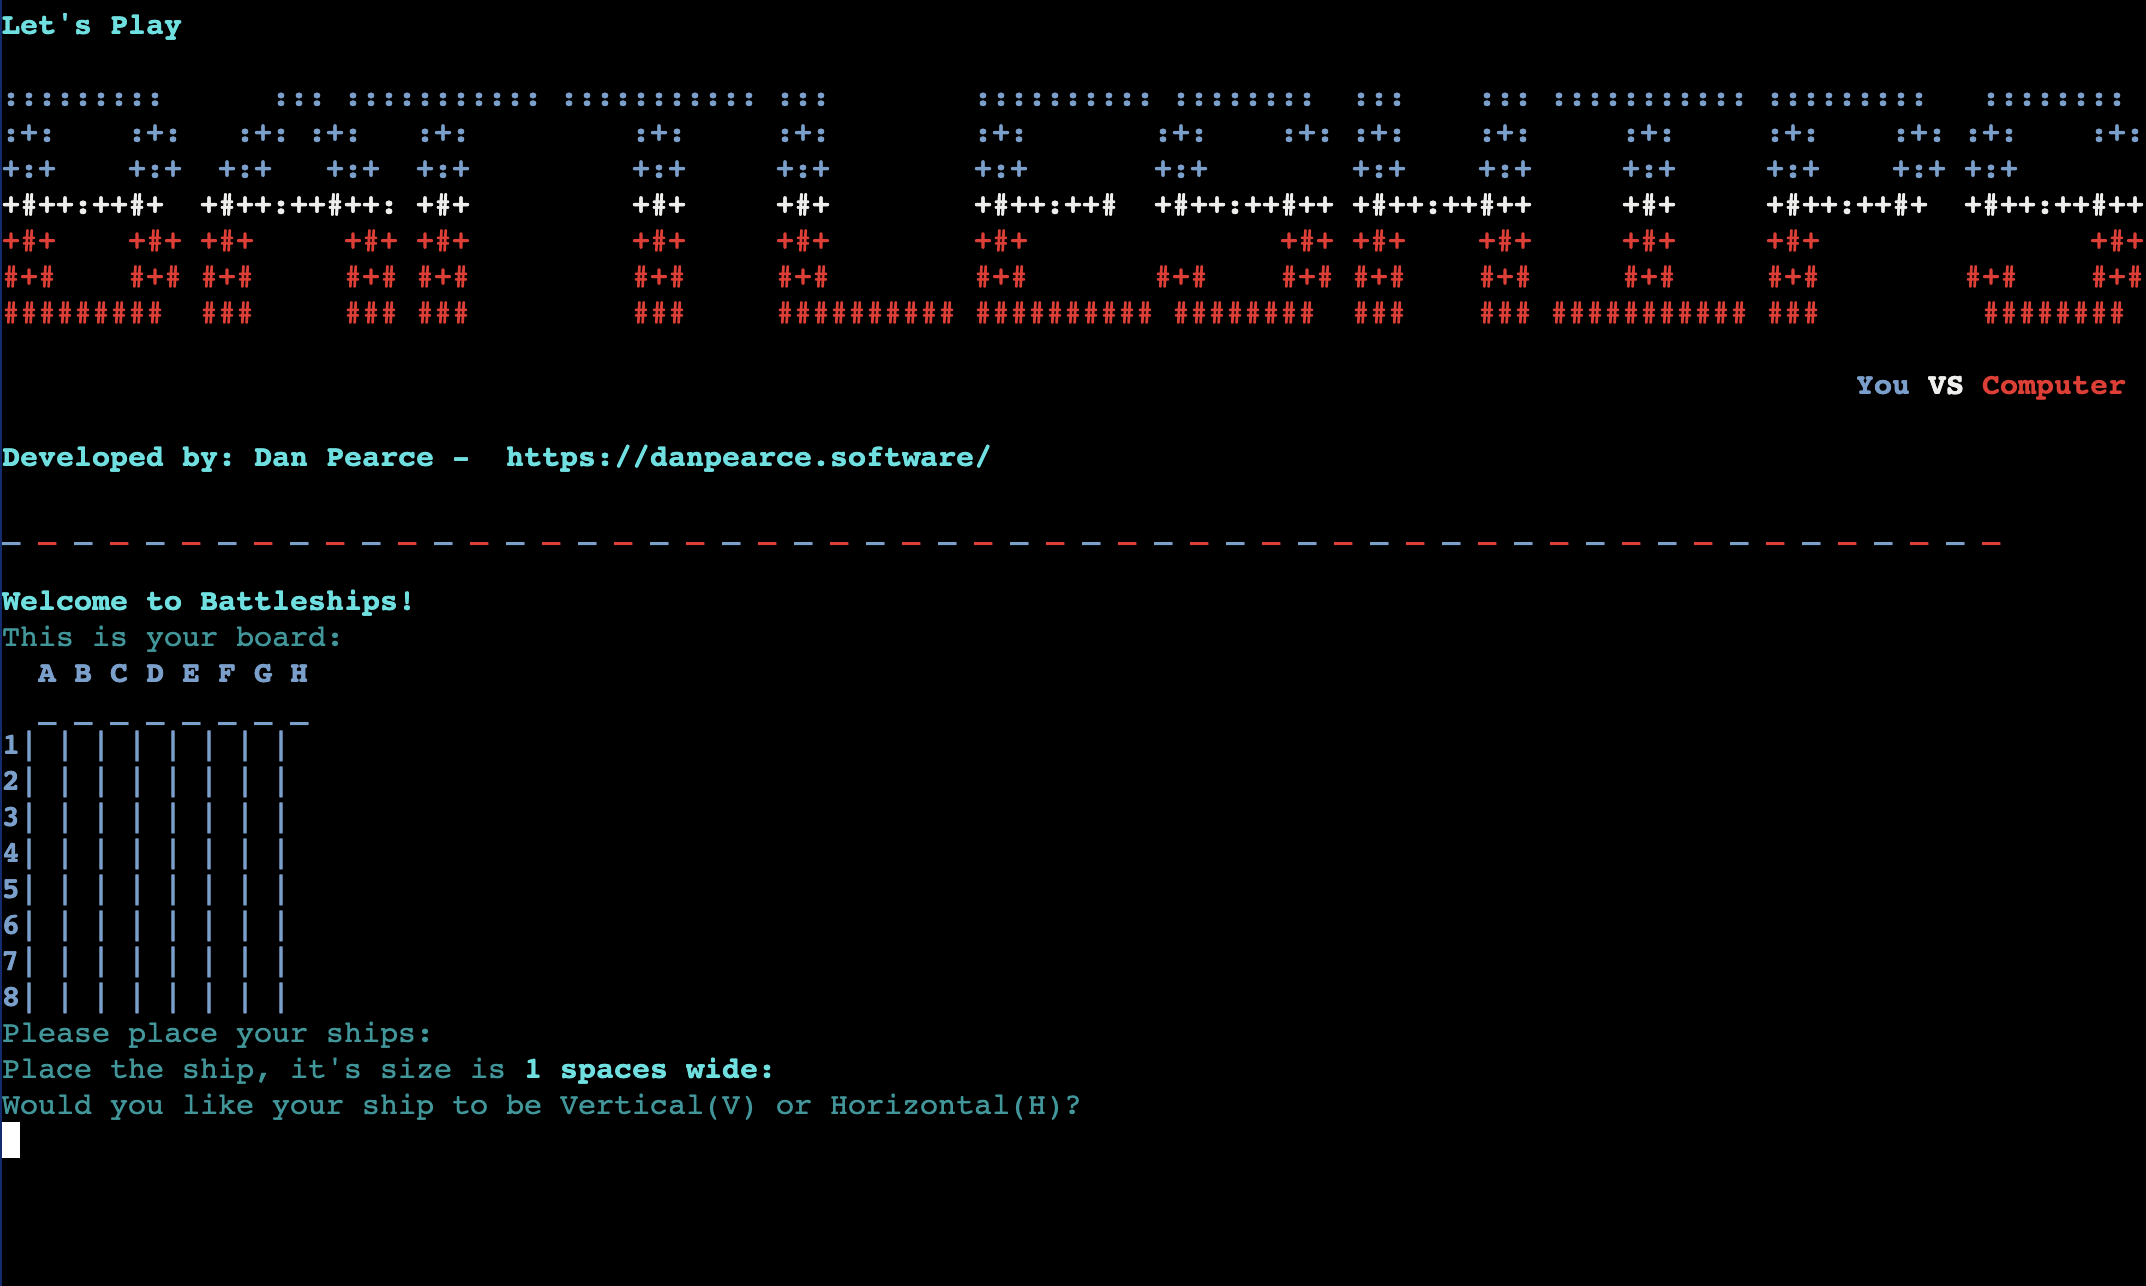 Let's Play
BATTLESHIPS
You VS Computer
Developed by: Dan Pearce -  https://danpearce.software/
_ _ _ _ _ _ _ _ _ _ _ _ _ _ _ _ _ _ _ _ _ _ _ _ _ _ _ _ _ _ _ _ _ _ _ _ _ _ _ _ _ _ _ _ _ _ _ _ _ _ _ _ _ _ _ _
Welcome to Battleships!
This is your board:
  A B C D E F G H
  _ _ _ _ _ _ _ _
1| | | | | | | |
2| | | | | | | |
3| | | | | | | |
4| | | | | | | |
5| | | | | | | |
6| | | | | | | |
7| | | | | | | |
8| | | | | | | |
Please place your ships:
Place the ship, it's size is 1 spaces wide:
Would you like your ship to be Vertical(V) or Horizontal(H)?